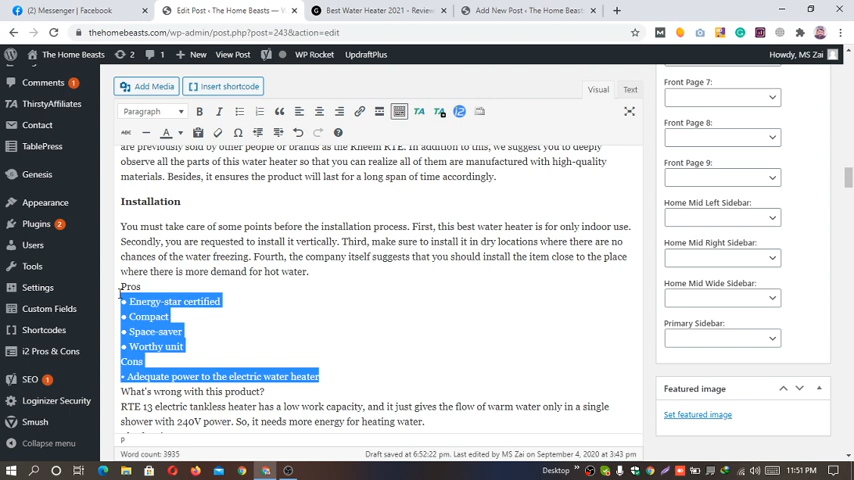 2) Messenger | Facebook
Edit Post ‹ The Home Beasts — W
Best Water Heater 2021 - Review
Add New Post ‹ The Home Beasts
thehomebeasts.com/wp-admin/post.php?post=243&action=edit
The Home Beasts
2
1
New
View Post
WP Rocket
UpdraftPlus
Howdy, MS Zai
Comments 1
ThirstyAffiliates
Contact
TablePress
Genesis
Appearance
Plugins 2
Users
Tools
Settings
Custom Fields
Shortcodes
i2 Pros & Cons
SEO 1
Loginizer Security
Smush
Collapse menu
Add Media
Insert shortcode
Visual
Text
Paragraph
B
I
TA
TA
ABC
A
are previously sold by other people or brands as the Rheem RTE. In addition to this, we suggest you to deeply
observe all the parts of this water heater so that you can realize all of them are manufactured with high-quality
materials. Besides, it ensures the product will last for a long span of time accordingly.
Installation
You must take care of some points before the installation process. First, this best water heater is for only indoor use.
Secondly, you are requested to install it vertically. Third, make sure to install it in dry locations where there are no
chances of the water freezing. Fourth, the company itself suggests that you should install the item close to the place
where there is more demand for hot water.
Pros
● Energy-star certified
● Compact
● Space-saver
● Worthy unit
Cons
• Adequate power to the electric water heater
What's wrong with this product?
RTE 13 electric tankless heater has a low work capacity, and it just gives the flow of warm water only in a single
shower with 240V power. So, it needs more energy for heating water.
P
Word count: 3935
Draft saved at 6:52:22 pm. Last edited by MS Zai on September 4, 2020 at 3:43 pm
Front Page 7:
Front Page 8:
Front Page 9:
Home Mid Left Sidebar:
Home Mid Right Sidebar:
Home Mid Wide Sidebar:
Primary Sidebar:
Featured image
Set featured image
Desktop
11:51 PM